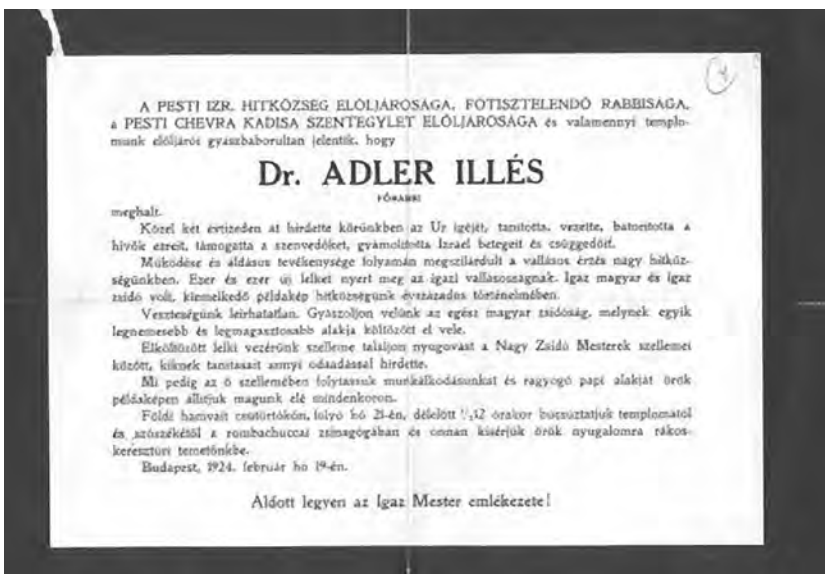 A PESTI IZR. HITKÖZSÉG ELÖLJÁRÓSÁGA, FŐTISZTELENDŐ RABBISÁGA,
a PESTI CHEVRA KADISA SZENTEGYLET ELÖLJÁRÓSÁGA és valamennyi templo-
munk elöljárói gyászbaborultan jelentik, hogy
Dr. ADLER ILLÉS
FŐRABBI
meghalt.
Közel két évtizeden át hirdette körünkben az Úr igéjét, tanította, vezette, bátorította a
hívők ezreit, támogatta a szenvedőket, gyámolította Izrael betegeit és csüggedőit.
Működése és áldásos tevékenysége folyamán megszilárdult a vallásos érzés nagy hitköz-
ségünkben. Ezer és ezer új lelket nyert meg az igazi vallásosságnak. Igaz magyar és igaz
zsidó volt, kiemelkedő példakép hitközségünk évszázados történelmében.
Veszteségünk leírhatatlan. Gyászoljon velünk az egész magyar zsidóság, melynek egyik
legnemesebb és legmagasztosabb alakja költözött el vele.
Elköltözött lelki vezérünk szelleme találjon nyugovást a Nagy Zsidó Mesterek szellemei
között, kiknek tanításait annyi odaadással hirdette.
Mi pedig az ő szellemében folytassuk munkálkodásunkat és ragyogó papi alakját örök
példaképen állítjuk magunk elé mindenkoron.
Földi hamvait csütörtökön, folyó hó 21-én, délelőtt ½12 órakor búcsúztatjuk templomától
és szószékétől a rombachuccai zsinagógában és onnan kísérjük örök nyugalomra rákos-
keresztúri temetőnkbe.
Budapest, 1924. február hó 19-én.
Áldott legyen az Igaz Mester emlékezete!